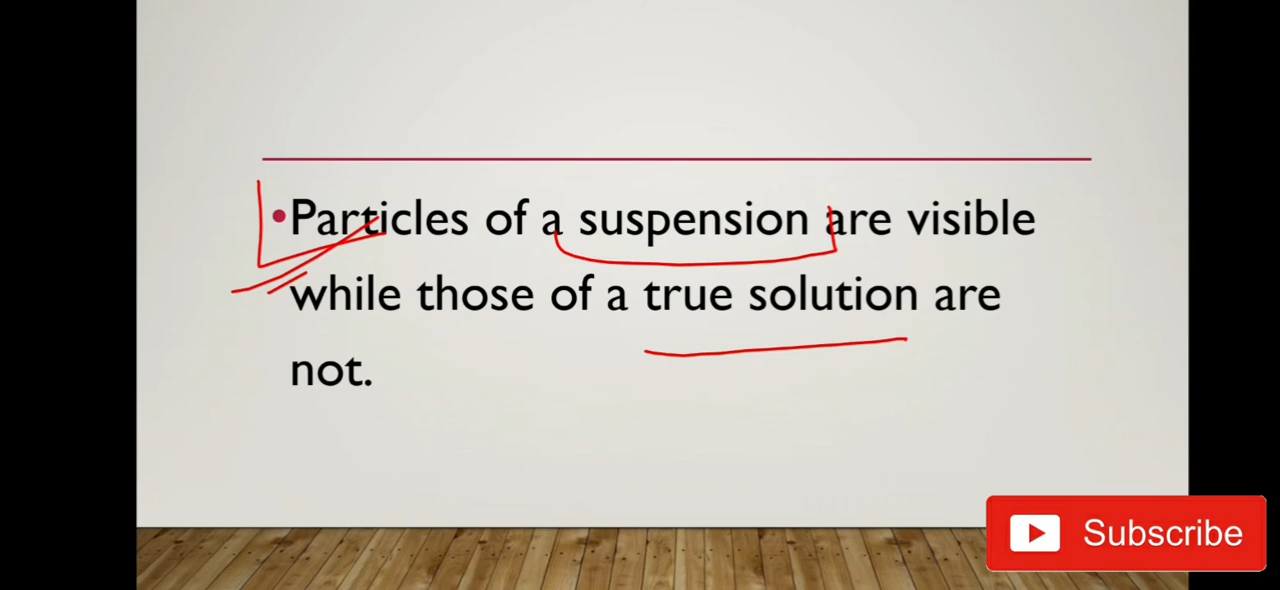 •Particles of a suspension are visible
while those of a true solution are
not.
Subscribe